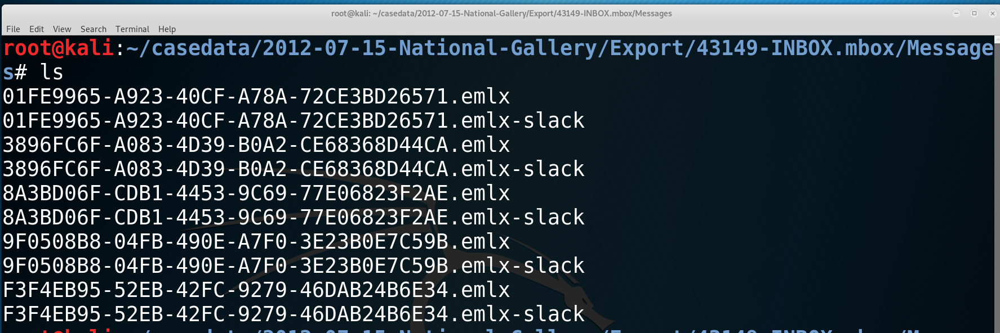 root@kali: ~/casedata/2012-07-15-National-Gallery/Export/43149-INBOX.mbox/Messages
File Edit View Search Terminal Help
root@kali:~/casedata/2012-07-15-National-Gallery/Export/43149-INBOX.mbox/Message
s# ls
01FE9965-A923-40CF-A78A-72CE3BD26571.emlx
01FE9965-A923-40CF-A78A-72CE3BD26571.emlx-slack
3896FC6F-A083-4D39-B0A2-CE68368D44CA.emlx
3896FC6F-A083-4D39-B0A2-CE68368D44CA.emlx-slack
8A3BD06F-CDB1-4453-9C69-77E06823F2AE.emlx
8A3BD06F-CDB1-4453-9C69-77E06823F2AE.emlx-slack
9F0508B8-04FB-490E-A7F0-3E23B0E7C59B.emlx
9F0508B8-04FB-490E-A7F0-3E23B0E7C59B.emlx-slack
F3F4EB95-52EB-42FC-9279-46DAB24B6E34.emlx
F3F4EB95-52EB-42FC-9279-46DAB24B6E34.emlx-slack